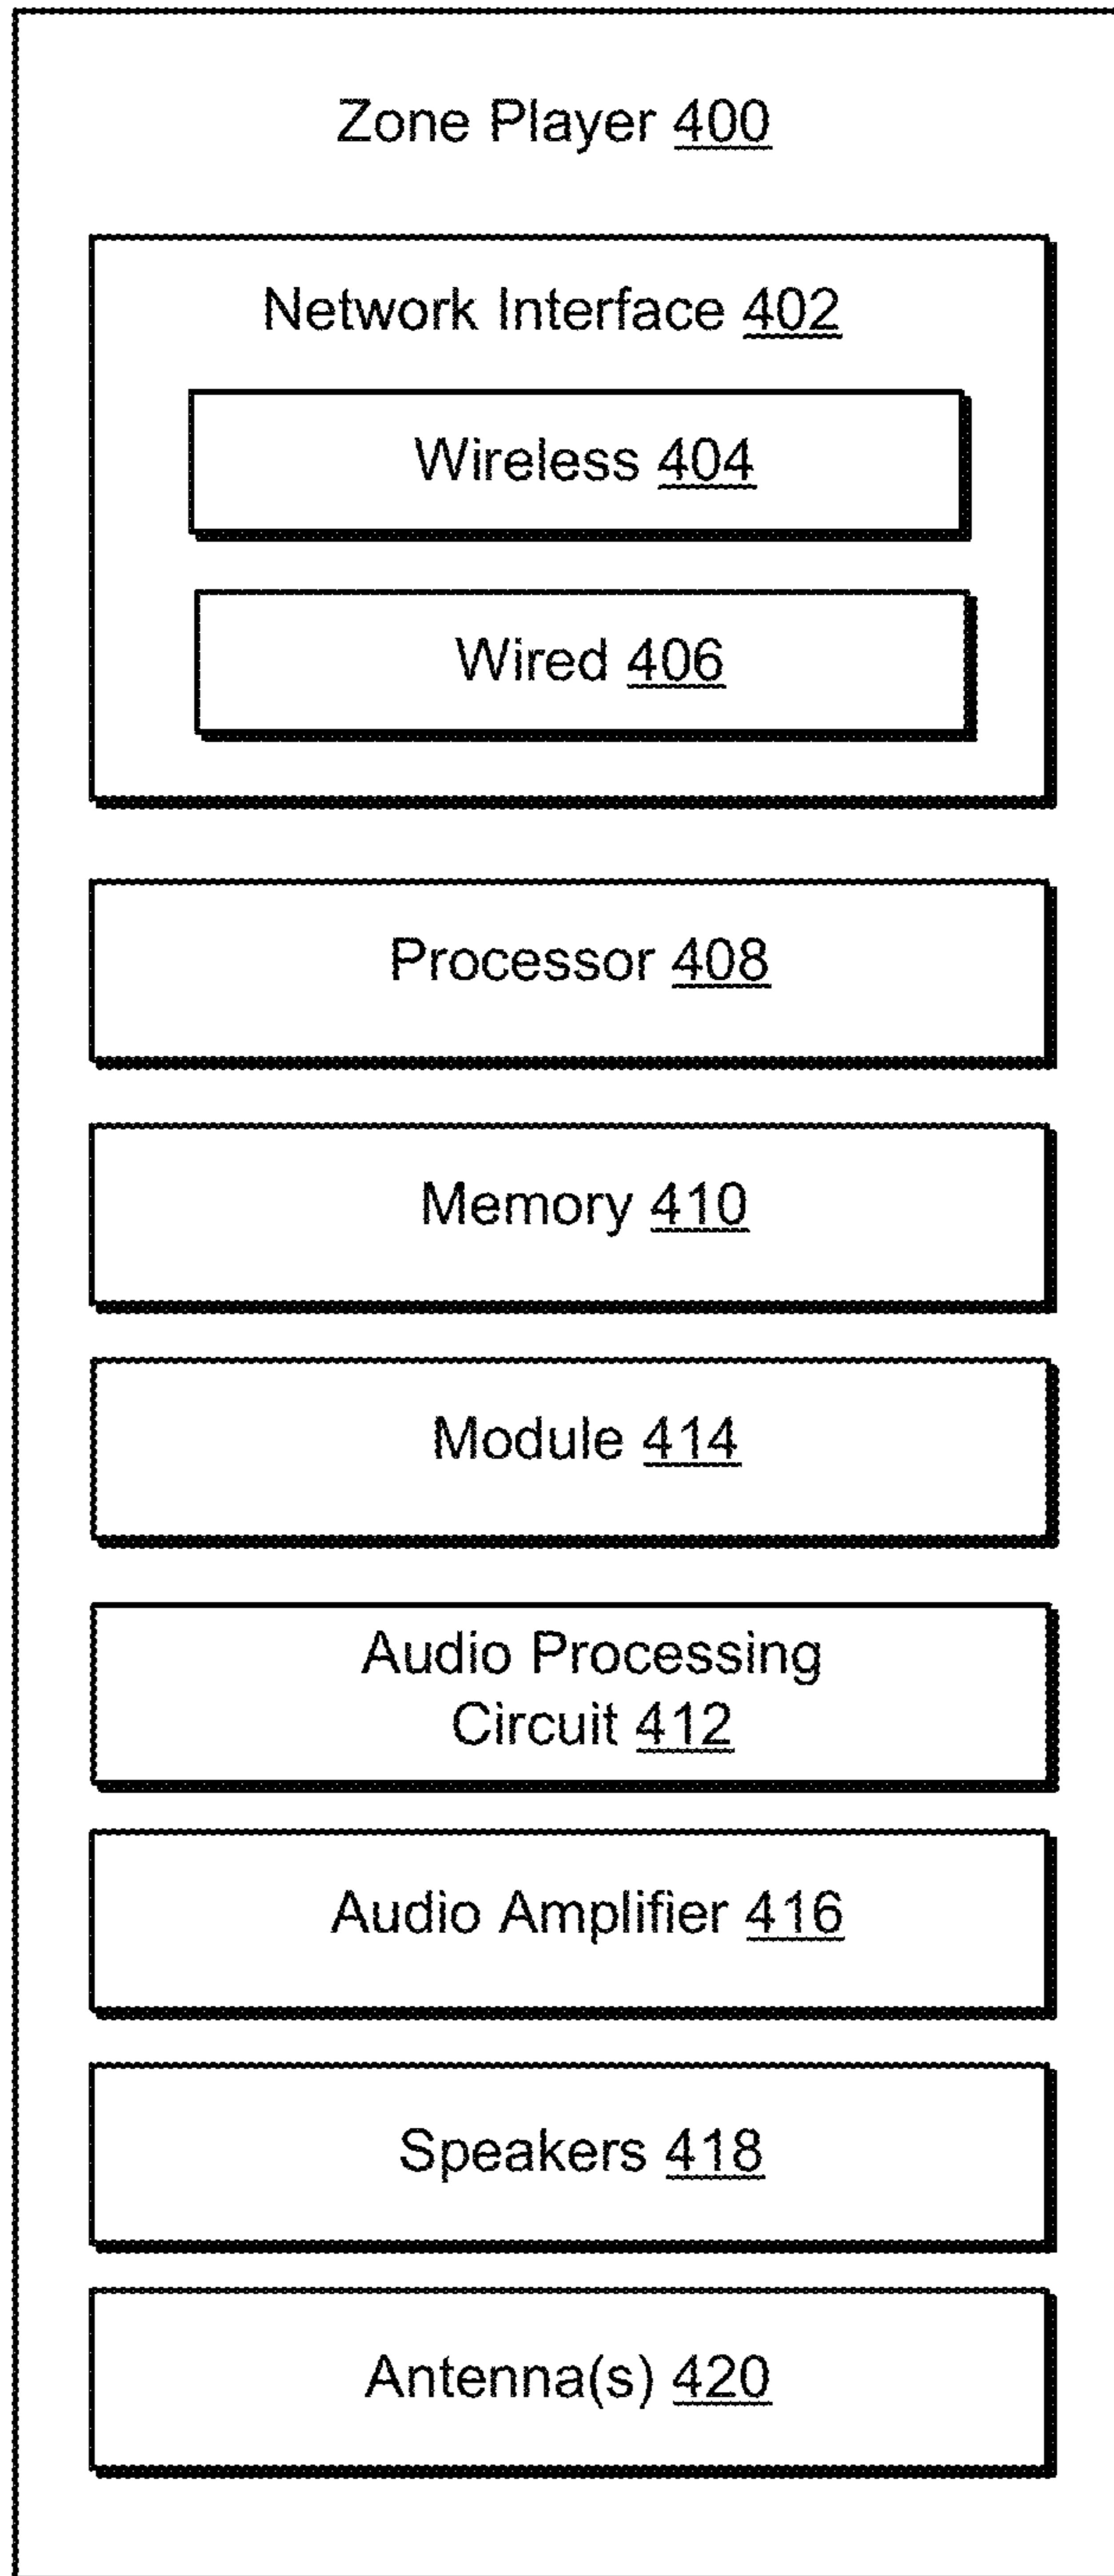 Zone Player 400
Network Interface 402
Wireless 404
Wired 406
Processor 408
Memory 410
Module 414
Audio Processing
Circuit 412
Audio Amplifier 416
Speakers 418
Antenna(s) 420